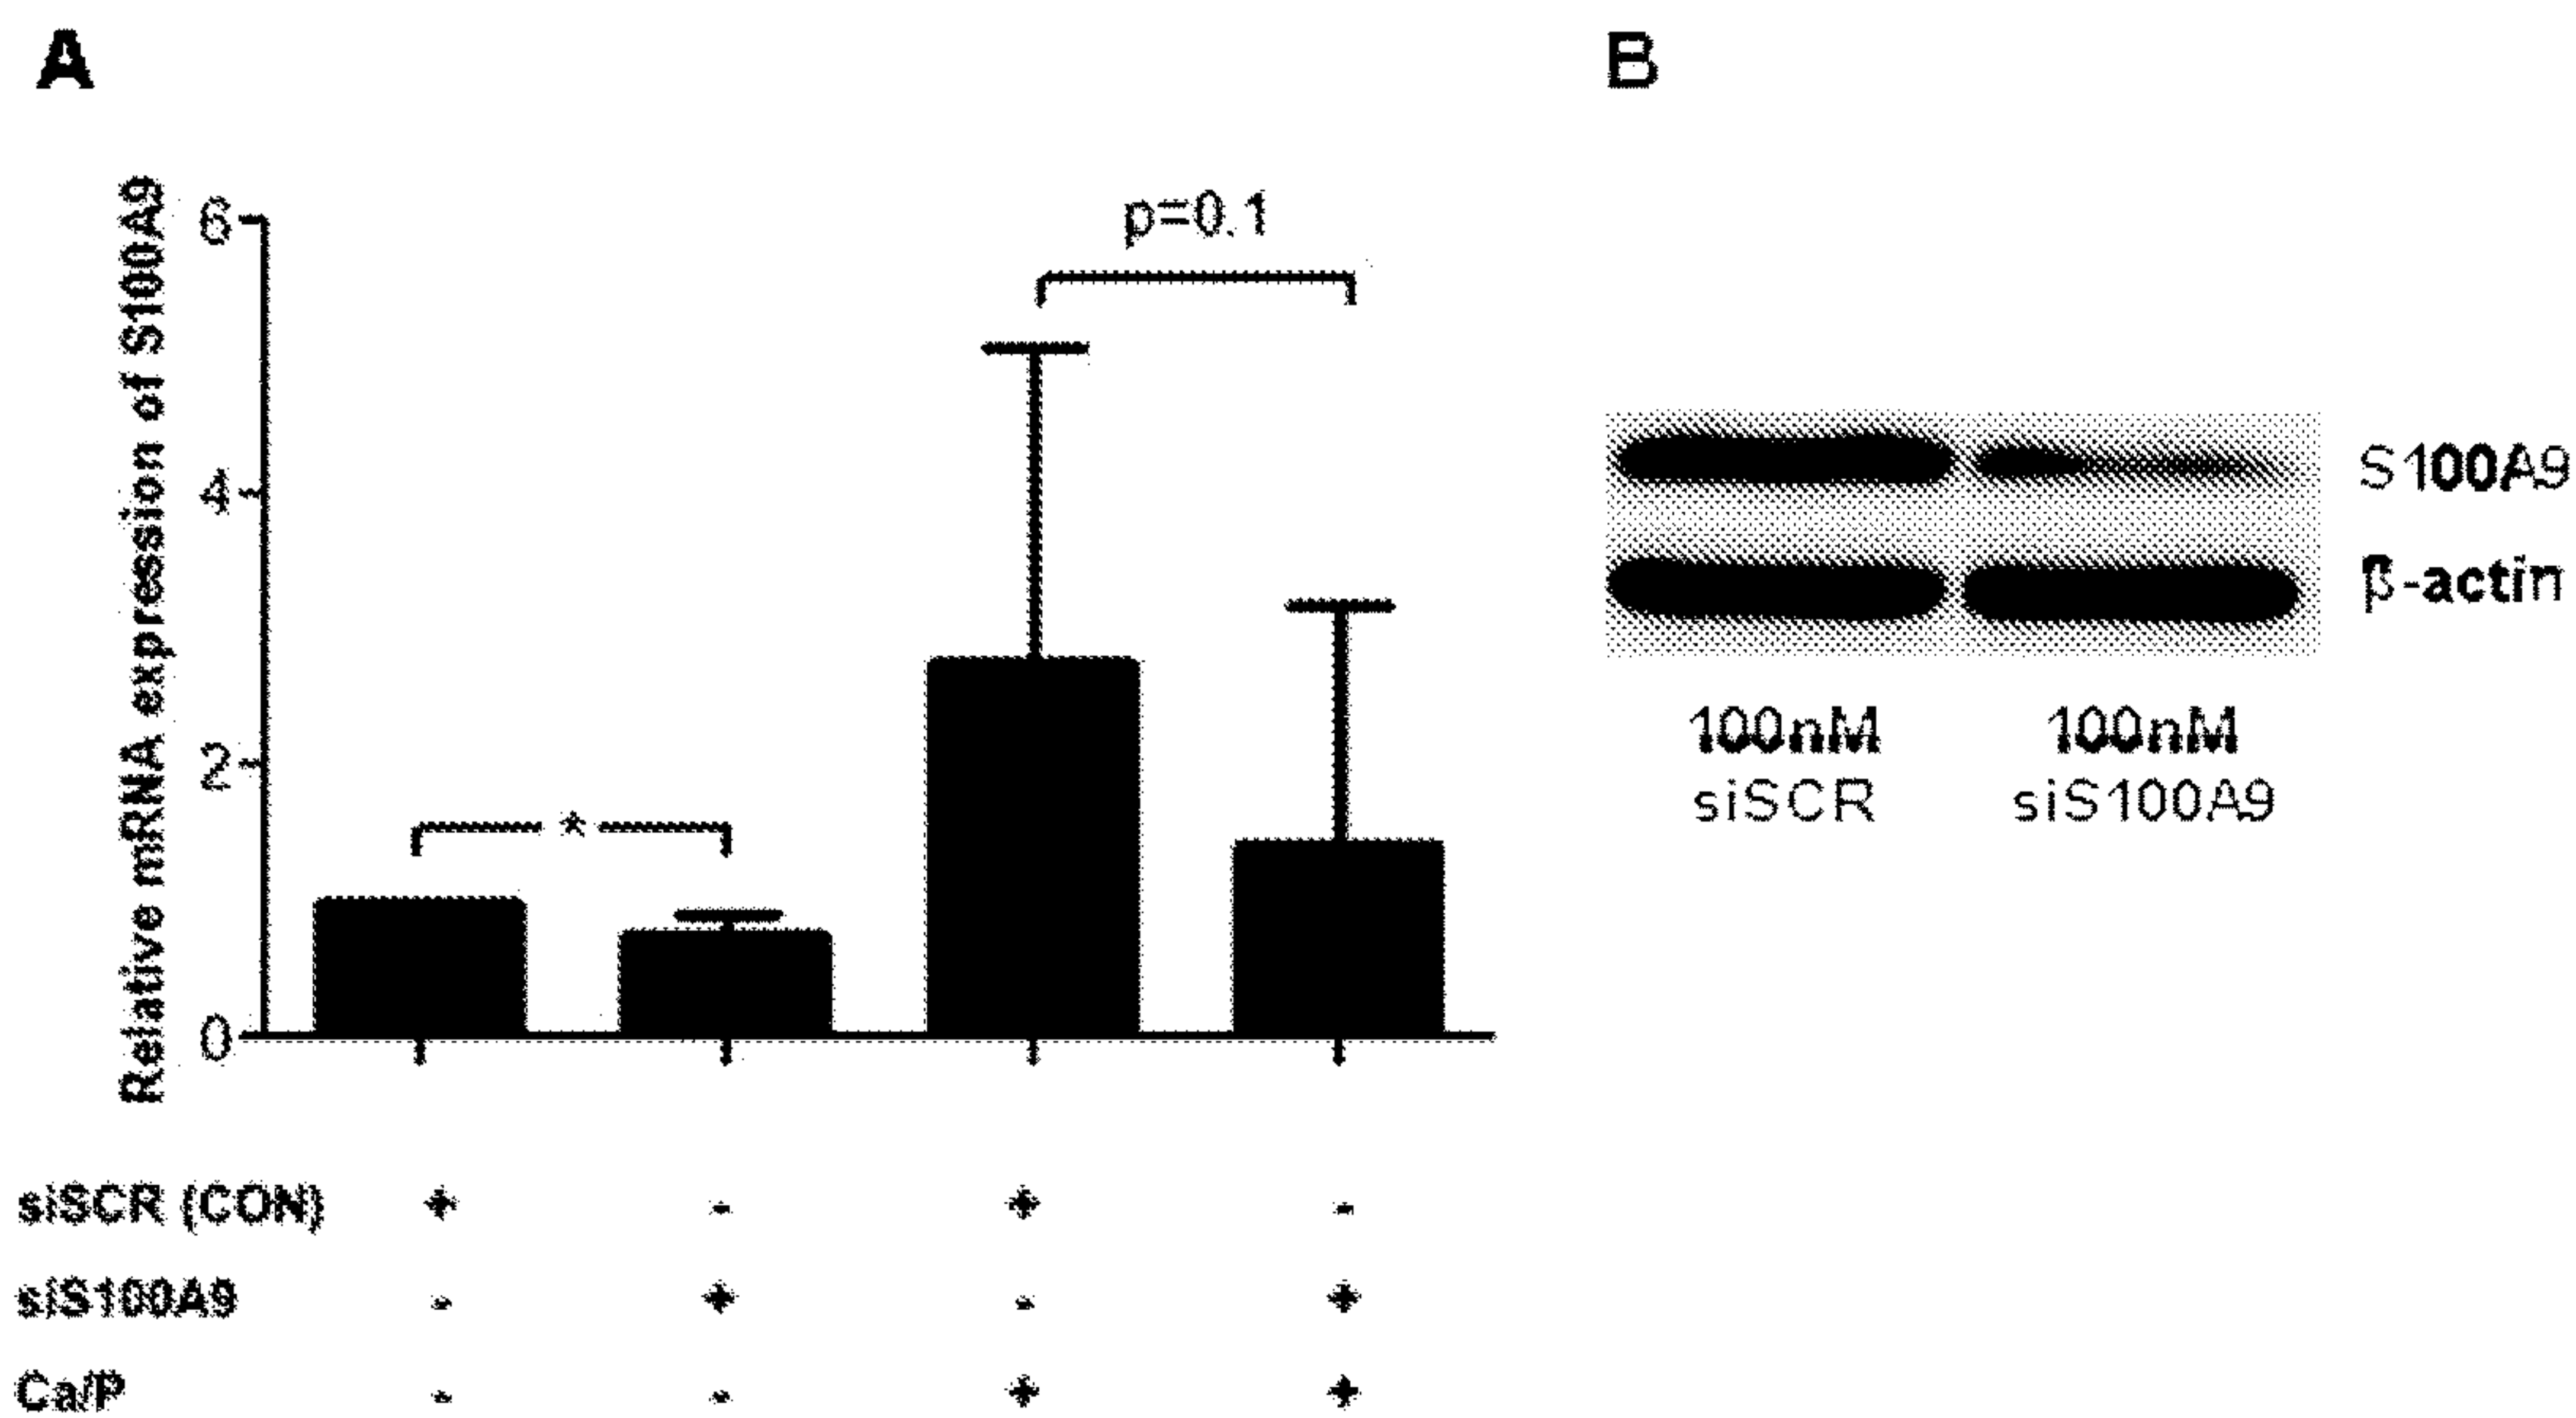 A
B
Relative mRNA expression of S100A9
6
4
2
0
p=0.1
*
siSCR (CON) + - + -
siS100A9 - + - +
Ca/P - - + +
S100A9
β-actin
100nM 100nM
siSCR siS100A9